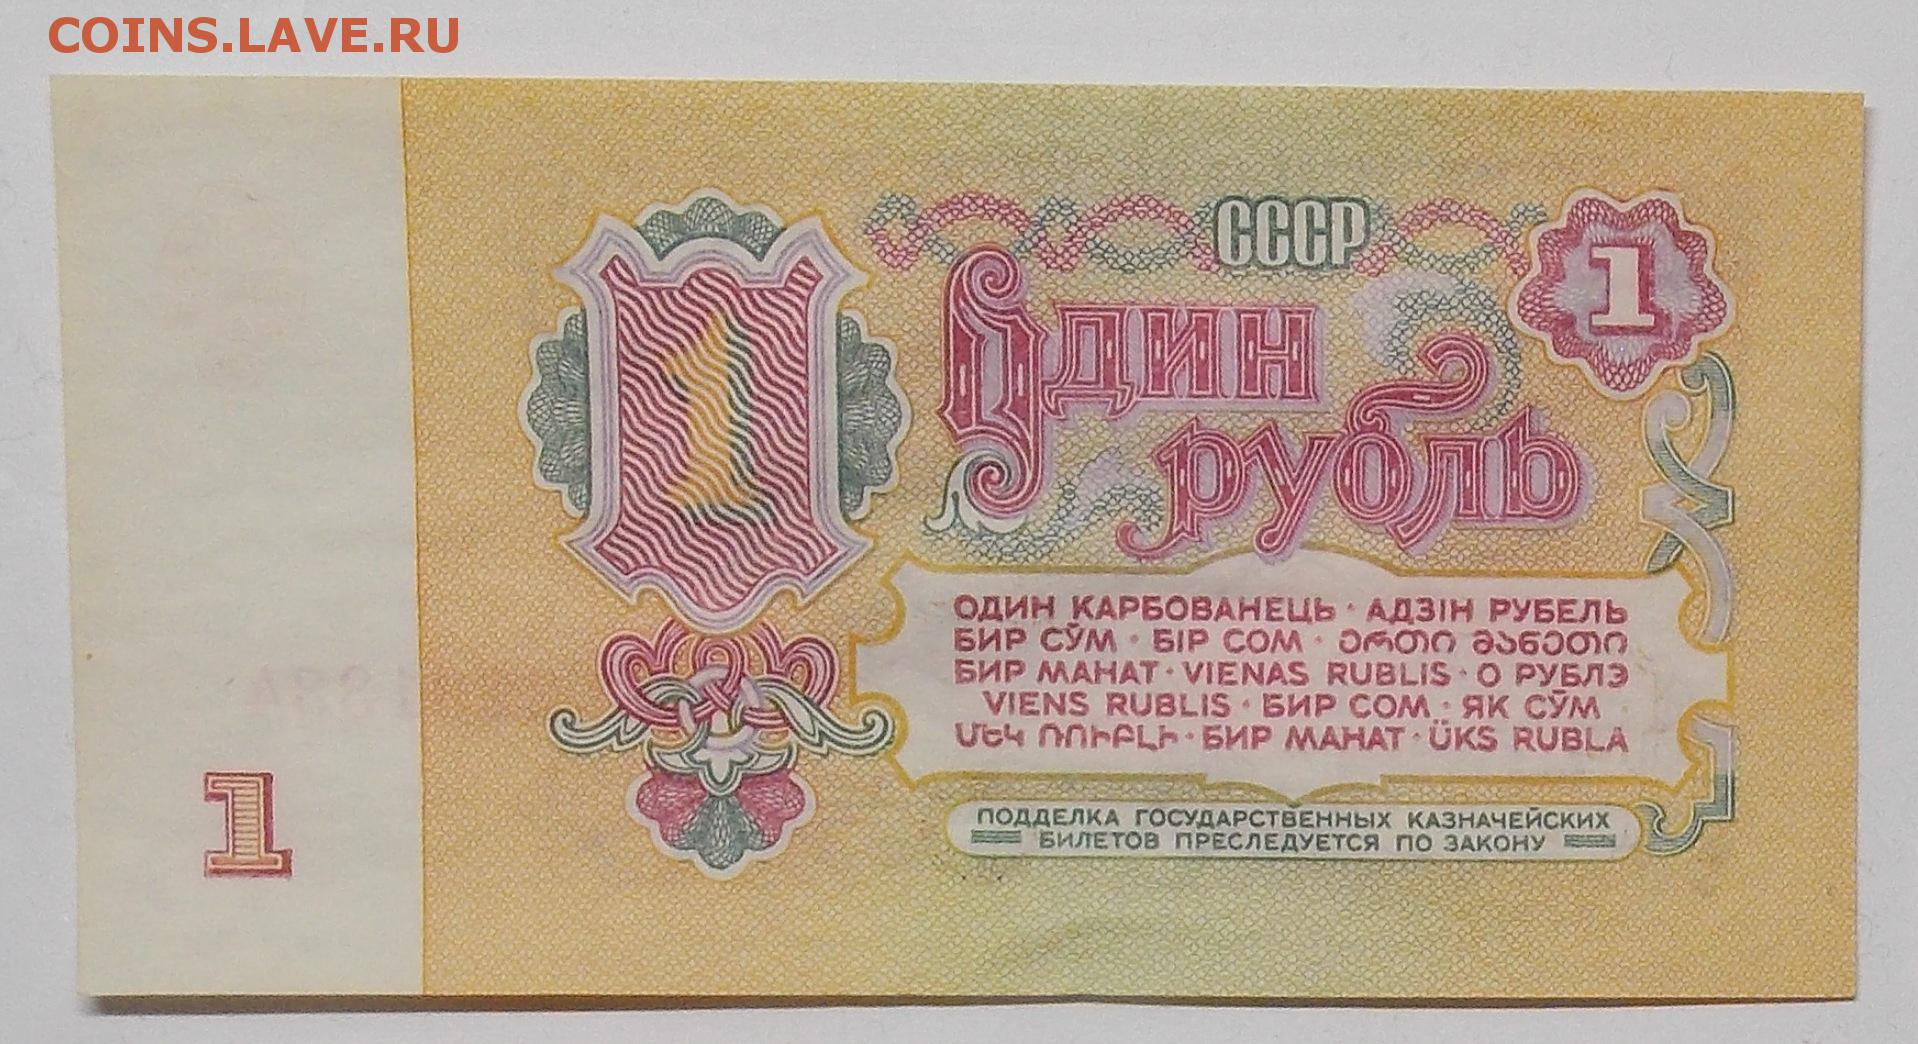 COINS.LAVE.RU
СССР
1
1
Один
рубль
ОДИН КАРБОВАНЕЦЬ · АДЗІН РУБЕЛЬ
БИР СЎМ · БІР СОМ · ერთი მანეთი
БИР МАНАТ · VIENAS RUBLIS · О РУБЛЭ
VIENS RUBLIS · БИР СОМ · ЯК СӮМ
ՄԵԿ ՌՈՒԲԼԻ · БИР МАНАТ · ÜKS RUBLA
ПОДДЕЛКА ГОСУДАРСТВЕННЫХ КАЗНАЧЕЙСКИХ
БИЛЕТОВ ПРЕСЛЕДУЕТСЯ ПО ЗАКОНУ
1